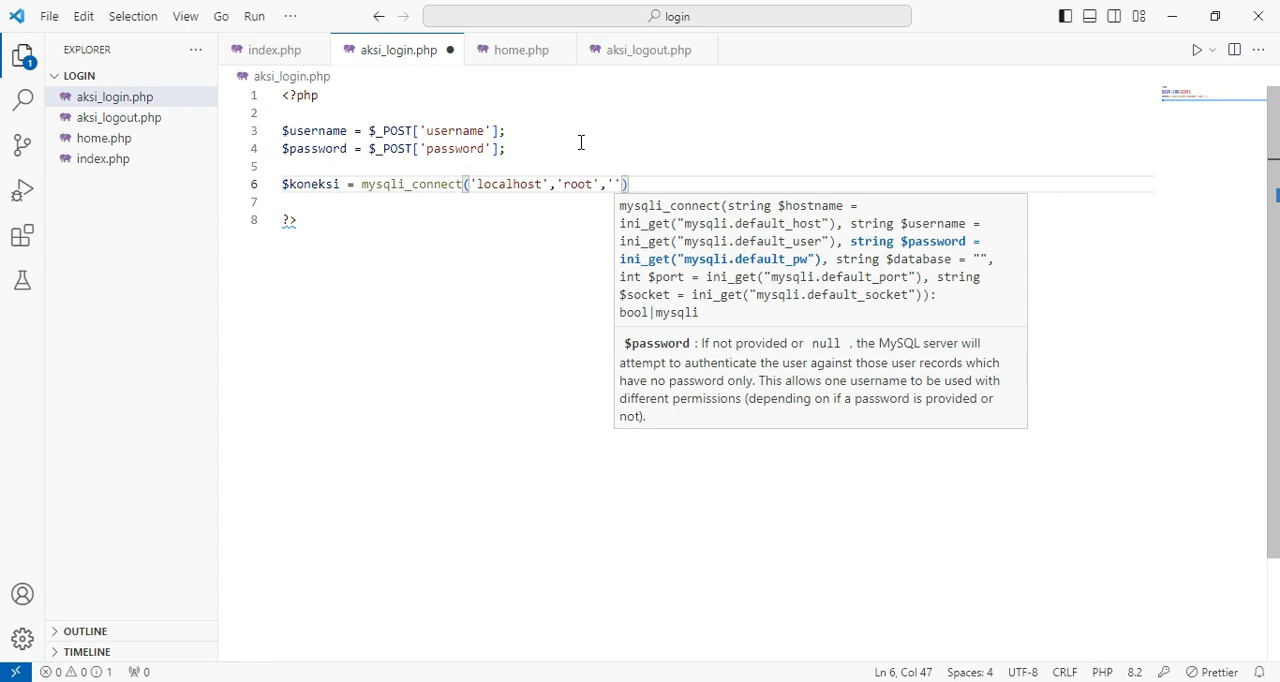 File Edit Selection View Go Run ··· login
EXPLORER ···
LOGIN
aksi_login.php
aksi_logout.php
home.php
index.php
OUTLINE
TIMELINE
1
index.php aksi_login.php home.php aksi_logout.php
aksi_login.php
1 <?php
2
3 $username = $_POST['username'];
4 $password = $_POST['password'];
5
6 $koneksi = mysqli_connect('localhost','root','')
7
8 ?>
mysqli_connect(string $hostname =
ini_get("mysqli.default_host"), string $username =
ini_get("mysqli.default_user"), string $password =
ini_get("mysqli.default_pw"), string $database = "",
int $port = ini_get("mysqli.default_port"), string
$socket = ini_get("mysqli.default_socket")):
bool|mysqli
$password : If not provided or null , the MySQL server will
attempt to authenticate the user against those user records which
have no password only. This allows one username to be used with
different permissions (depending on if a password is provided or
not).
0 0 1 0 Ln 6, Col 47 Spaces: 4 UTF-8 CRLF PHP 8.2 Prettier